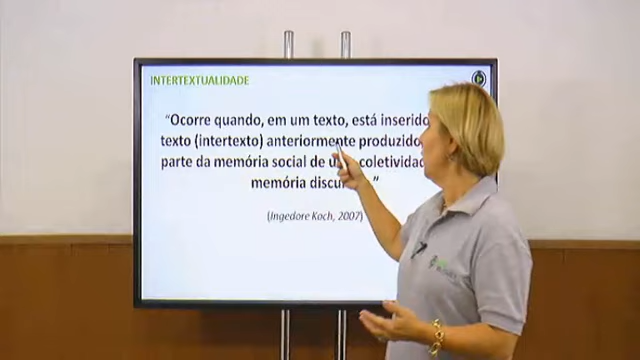 INTERTEXTUALIDADE
“Ocorre quando, em um texto, está inserido
texto (intertexto) anteriormente produzido
parte da memória social de coletividad
memória
(Ingedore Koch, 2007)